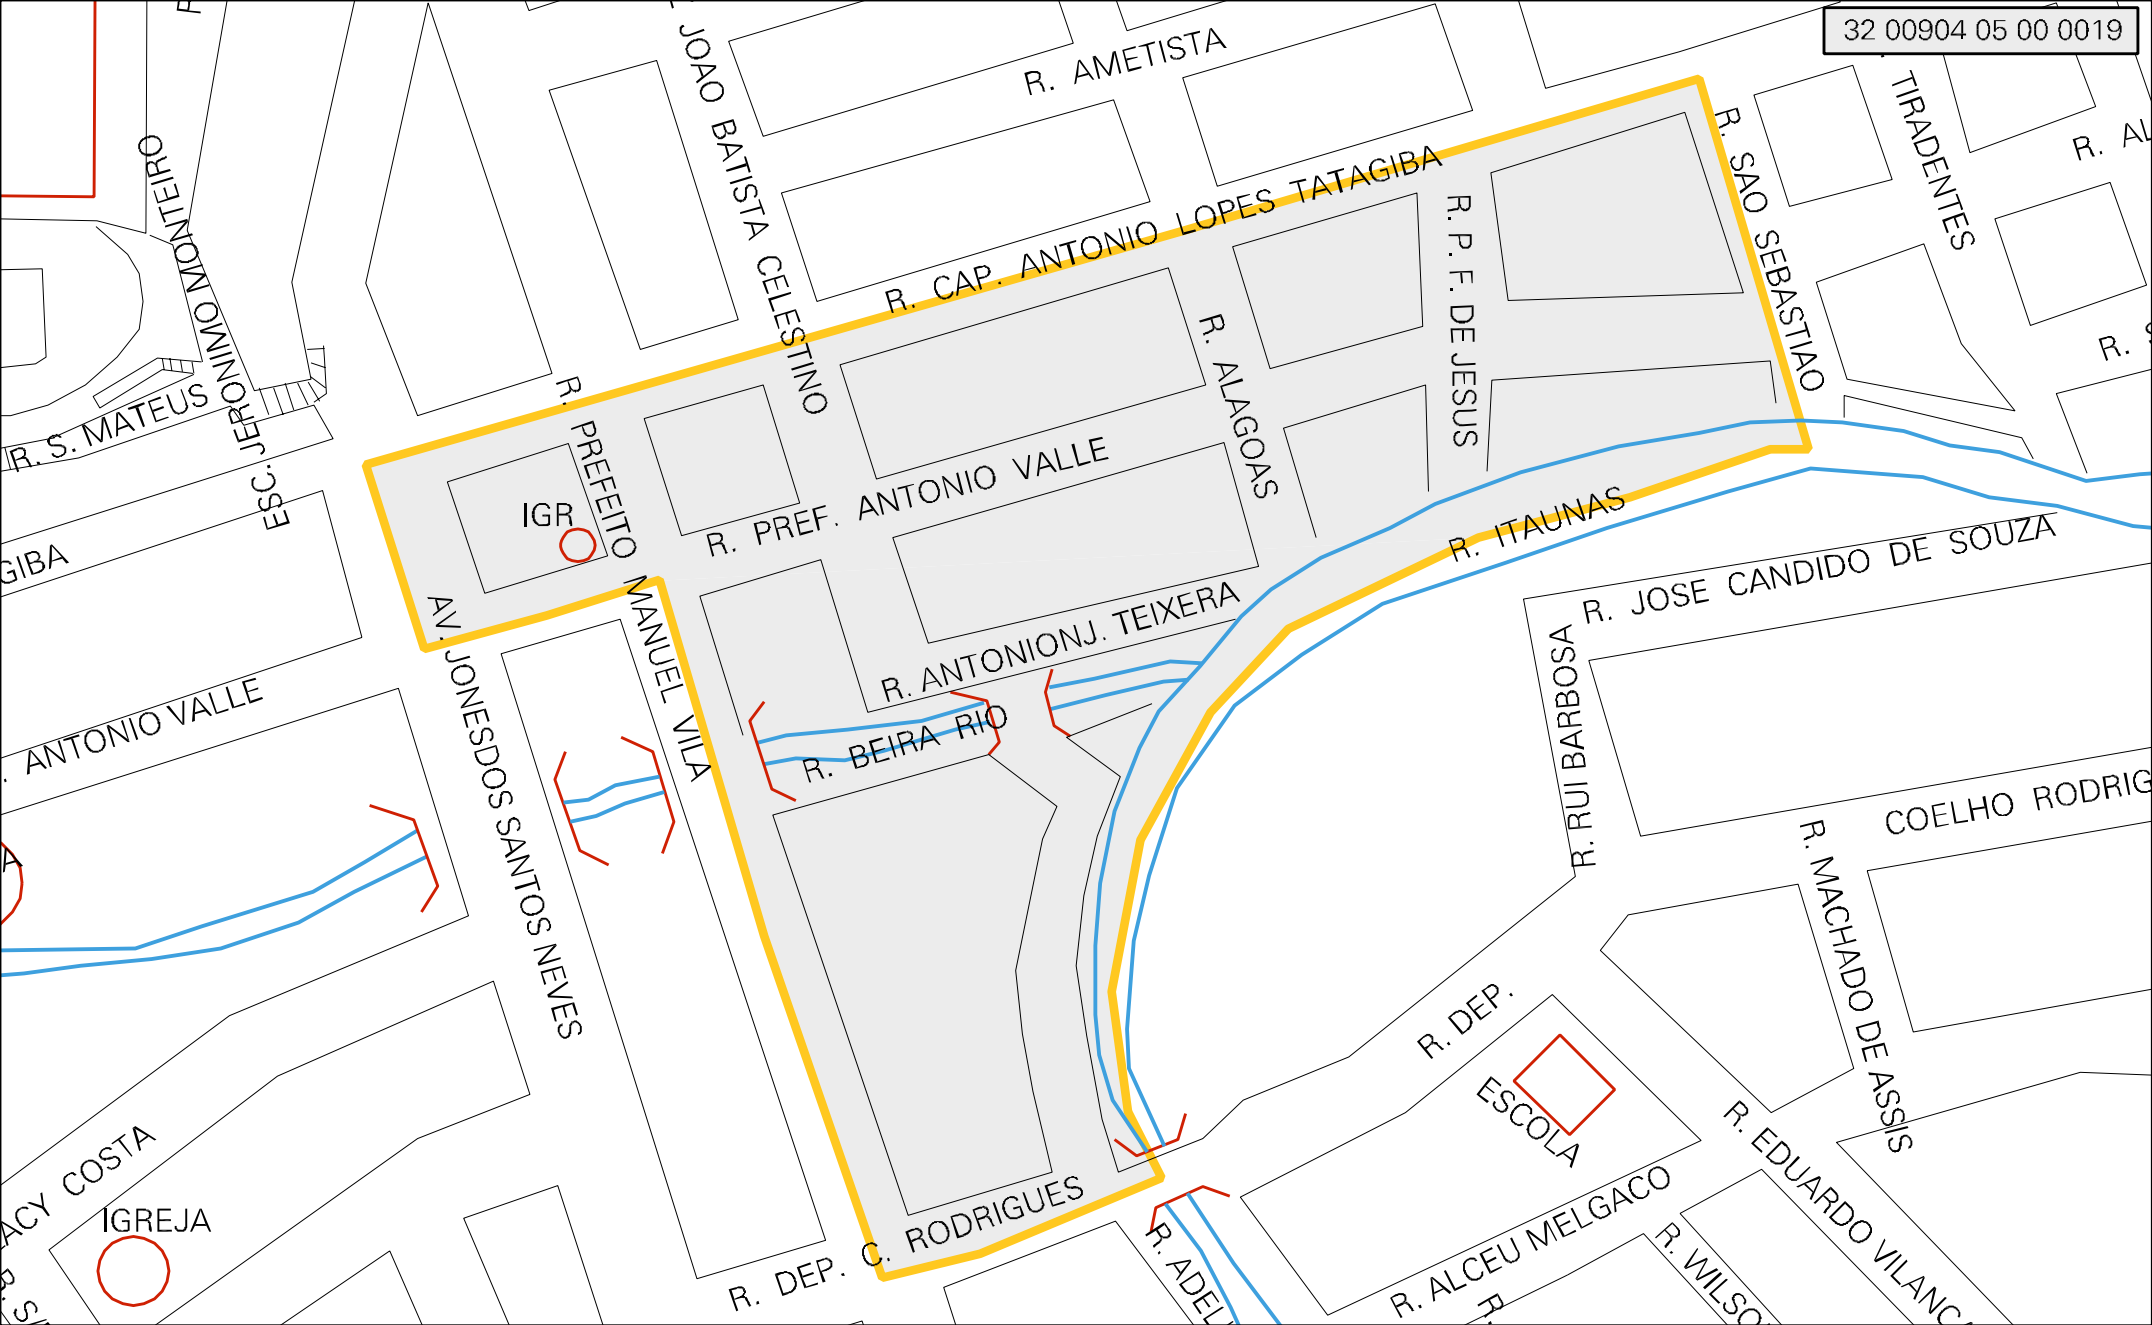 32 00904 05 00 0019
R. AMETISTA
JOAO BATISTA CELESTINO
R. SAO SEBASTIAO
TIRADENTES
R. AL
ESC. JERONIMO MONTEIRO
R. CAP. ANTONIO LOPES TATAGIBA
R. P. F. DE JESUS
R. S. MATEUS
R. PREFEITO MANUEL VILA
R. ALAGOAS
R. S
IGR
R. PREF. ANTONIO VALLE
R. ITAUNAS
GIBA
R. JOSE CANDIDO DE SOUZA
AV. JONESDOS SANTOS NEVES
R. ANTONIONJ. TEIXERA
R. RUI BARBOSA
. ANTONIO VALLE
R. BEIRA RIO
COELHO RODRIG
R. MACHADO DE ASSIS
A
R. DEP.
ESCOLA
R. EDUARDO VILANC
ACY COSTA
IGREJA
R. DEP. C. RODRIGUES
R. ALCEU MELGACO
R. ADEL
R. WILSO
R.
R. S